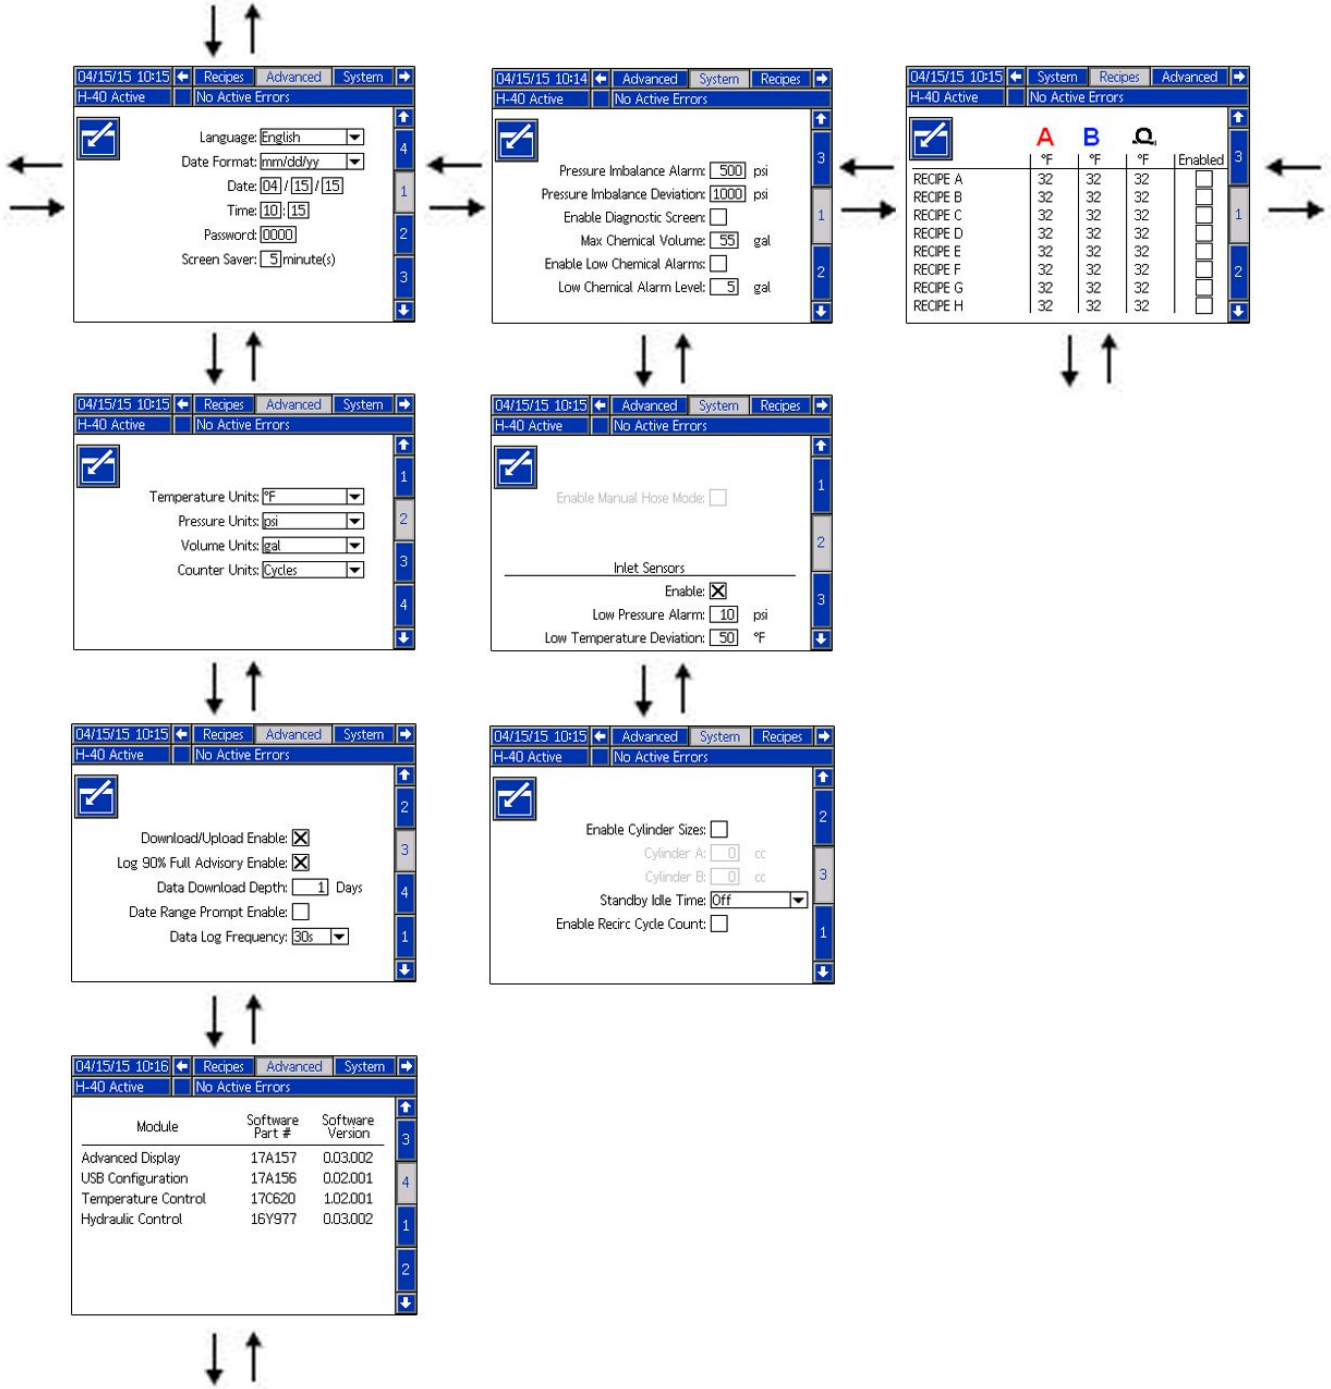 04/15/15 10:15 Recipes Advanced System
H-40 Active No Active Errors
Language: English
Date Format: mm/dd/yy
Date: 04 / 15 / 15
Time: 10 : 15
Password: 0000
Screen Saver: 5 minute(s)
4
1
2
3
04/15/15 10:14 Advanced System Recipes
H-40 Active No Active Errors
Pressure Imbalance Alarm: 500 psi
Pressure Imbalance Deviation: 1000 psi
Enable Diagnostic Screen:
Max Chemical Volume: 55 gal
Enable Low Chemical Alarms:
Low Chemical Alarm Level: 5 gal
3
1
2
04/15/15 10:15 System Recipes Advanced
H-40 Active No Active Errors
A B
°F °F °F Enabled
RECIPE A 32 32 32
RECIPE B 32 32 32
RECIPE C 32 32 32
RECIPE D 32 32 32
RECIPE E 32 32 32
RECIPE F 32 32 32
RECIPE G 32 32 32
RECIPE H 32 32 32
3
1
2
04/15/15 10:15 Recipes Advanced System
H-40 Active No Active Errors
Temperature Units: °F
Pressure Units: psi
Volume Units: gal
Counter Units: Cycles
1
2
3
4
04/15/15 10:15 Advanced System Recipes
H-40 Active No Active Errors
Enable Manual Hose Mode:
Inlet Sensors
Enable:
Low Pressure Alarm: 10 psi
Low Temperature Deviation: 50 °F
1
2
3
04/15/15 10:15 Recipes Advanced System
H-40 Active No Active Errors
Download/Upload Enable:
Log 90% Full Advisory Enable:
Data Download Depth: 1 Days
Date Range Prompt Enable:
Data Log Frequency: 30s
2
3
4
1
04/15/15 10:15 Advanced System Recipes
H-40 Active No Active Errors
Enable Cylinder Sizes:
Cylinder A: 0 cc
Cylinder B: 0 cc
Standby Idle Time: Off
Enable Recirc Cycle Count:
2
3
1
04/15/15 10:16 Recipes Advanced System
H-40 Active No Active Errors
Module Software Part # Software Version
Advanced Display 17A157 0.03.002
USB Configuration 17A156 0.02.001
Temperature Control 17C620 1.02.001
Hydraulic Control 16Y977 0.03.002
3
4
1
2